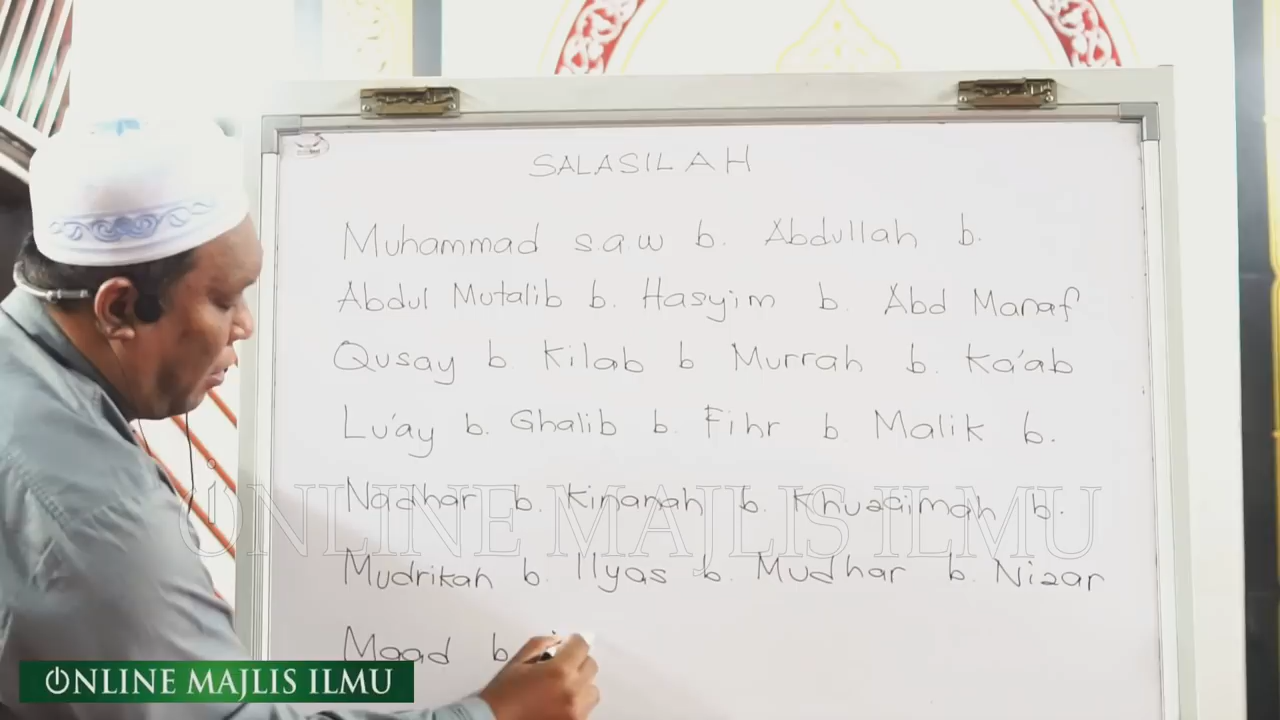 SALASILAH
Muhammad s.a.w b. Abdullah b.
Abdul Mutalib b. Hasyim b. Abd Manaf
Qusay b Kilab b Murrah b. Ka'ab
Lu'ay b. Ghalib b. Fihr b. Malik b.
Nadhar b. Kinanah b. Khuzaimah b.
ONLINE MAJLIS ILMU
Mudrikah b. Ilyas b. Mudhar b. Nizar
Maad b
ONLINE MAJLIS ILMU